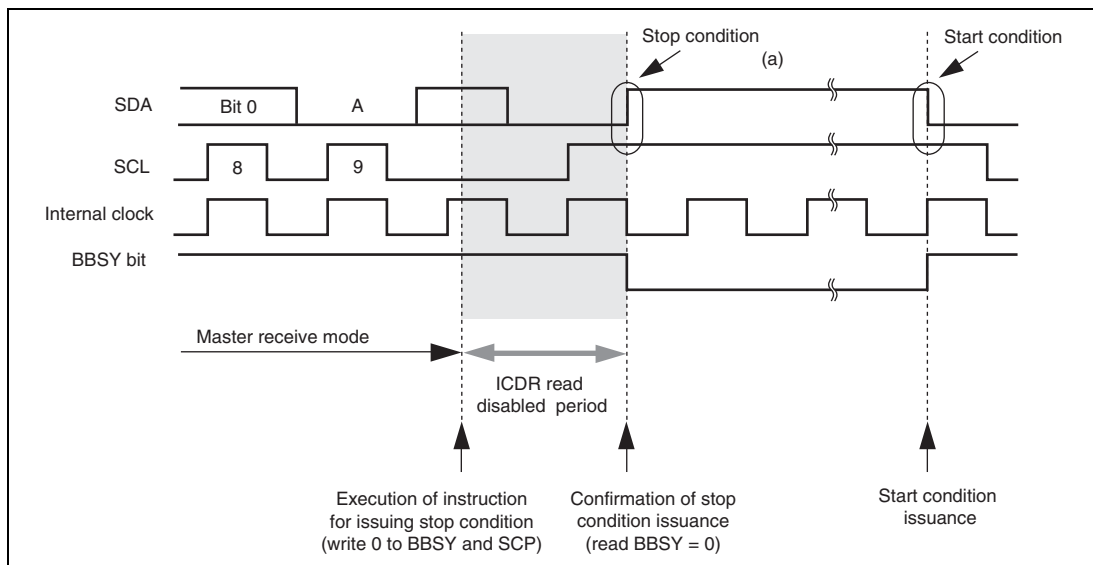 Stop condition
(a)
Start condition
SDA
Bit 0
A
SCL
8
9
Internal clock
BBSY bit
Master receive mode
ICDR read
disabled period
Execution of instruction
for issuing stop condition
(write 0 to BBSY and SCP)
Confirmation of stop
condition issuance
(read BBSY = 0)
Start condition
issuance